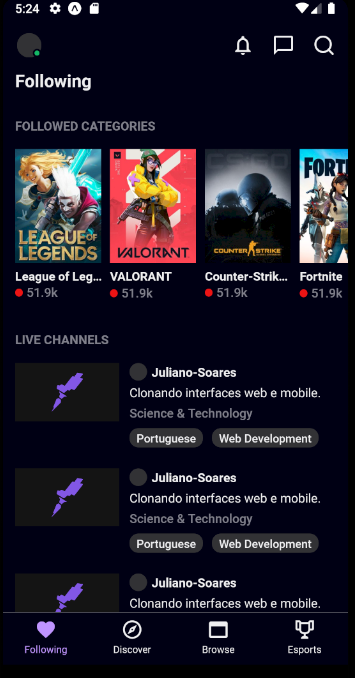 5:24
Following
FOLLOWED CATEGORIES
LEAGUE OF
LEGENDS
VALORANT
CS:GO
COUNTER STRIKE
FORT
League of Leg...
VALORANT
Counter-Strik...
Fortnite
51.9k
51.9k
51.9k
51.9k
LIVE CHANNELS
Juliano-Soares
Clonando interfaces web e mobile.
Science & Technology
Portuguese
Web Development
Juliano-Soares
Clonando interfaces web e mobile.
Science & Technology
Portuguese
Web Development
Juliano-Soares
Clonando interfaces web e mobile.
Following
Discover
Browse
Esports